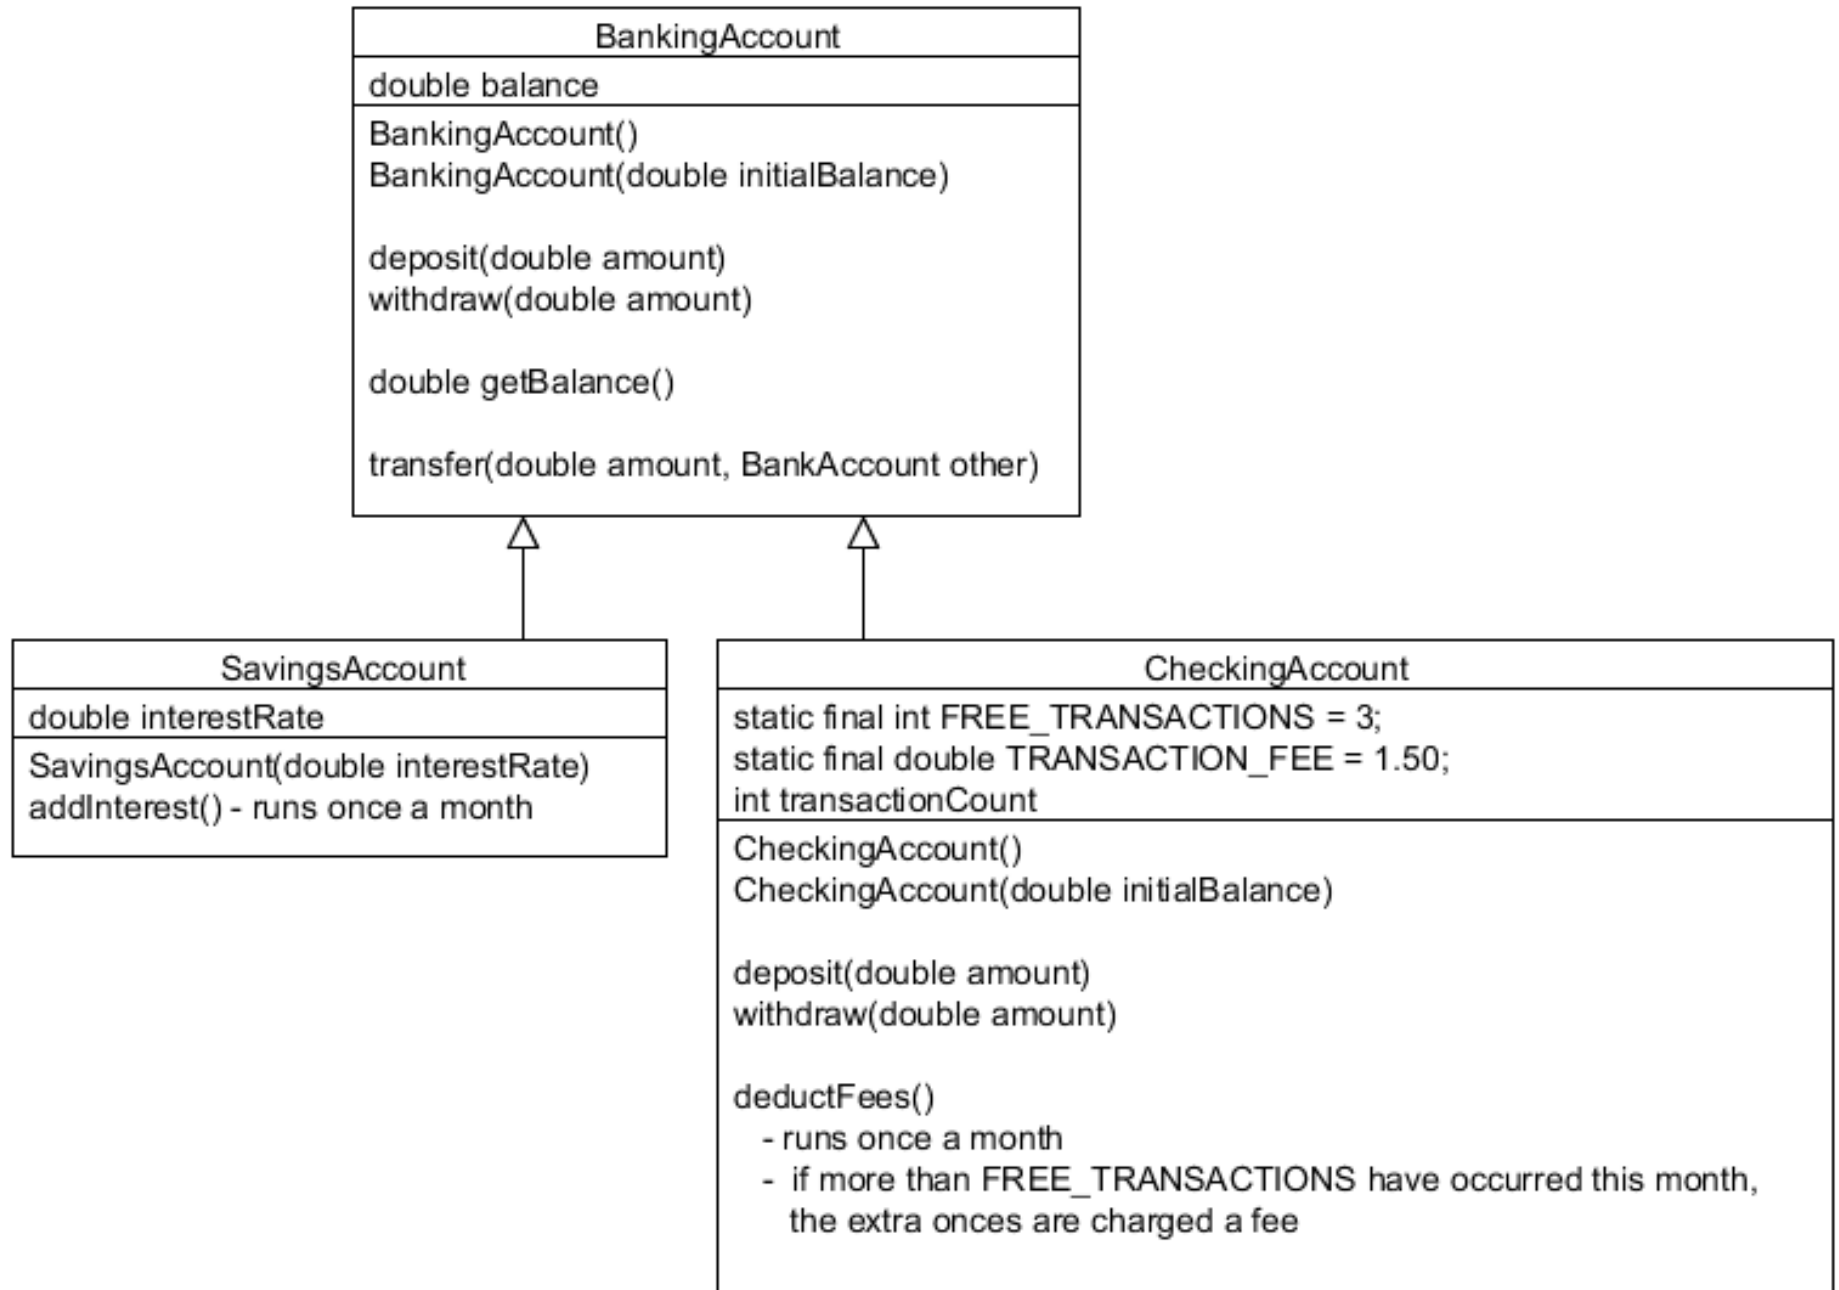 BankingAccount
double balance
BankingAccount()
BankingAccount(double initialBalance)
deposit(double amount)
withdraw(double amount)
double getBalance()
transfer(double amount, BankAccount other)
SavingsAccount
double interestRate
SavingsAccount(double interestRate)
addInterest() - runs once a month
CheckingAccount
static final int FREE_TRANSACTIONS = 3;
static final double TRANSACTION_FEE = 1.50;
int transactionCount
CheckingAccount()
CheckingAccount(double initialBalance)
deposit(double amount)
withdraw(double amount)
deductFees()
- runs once a month
- if more than FREE_TRANSACTIONS have occurred this month,
the extra onces are charged a fee